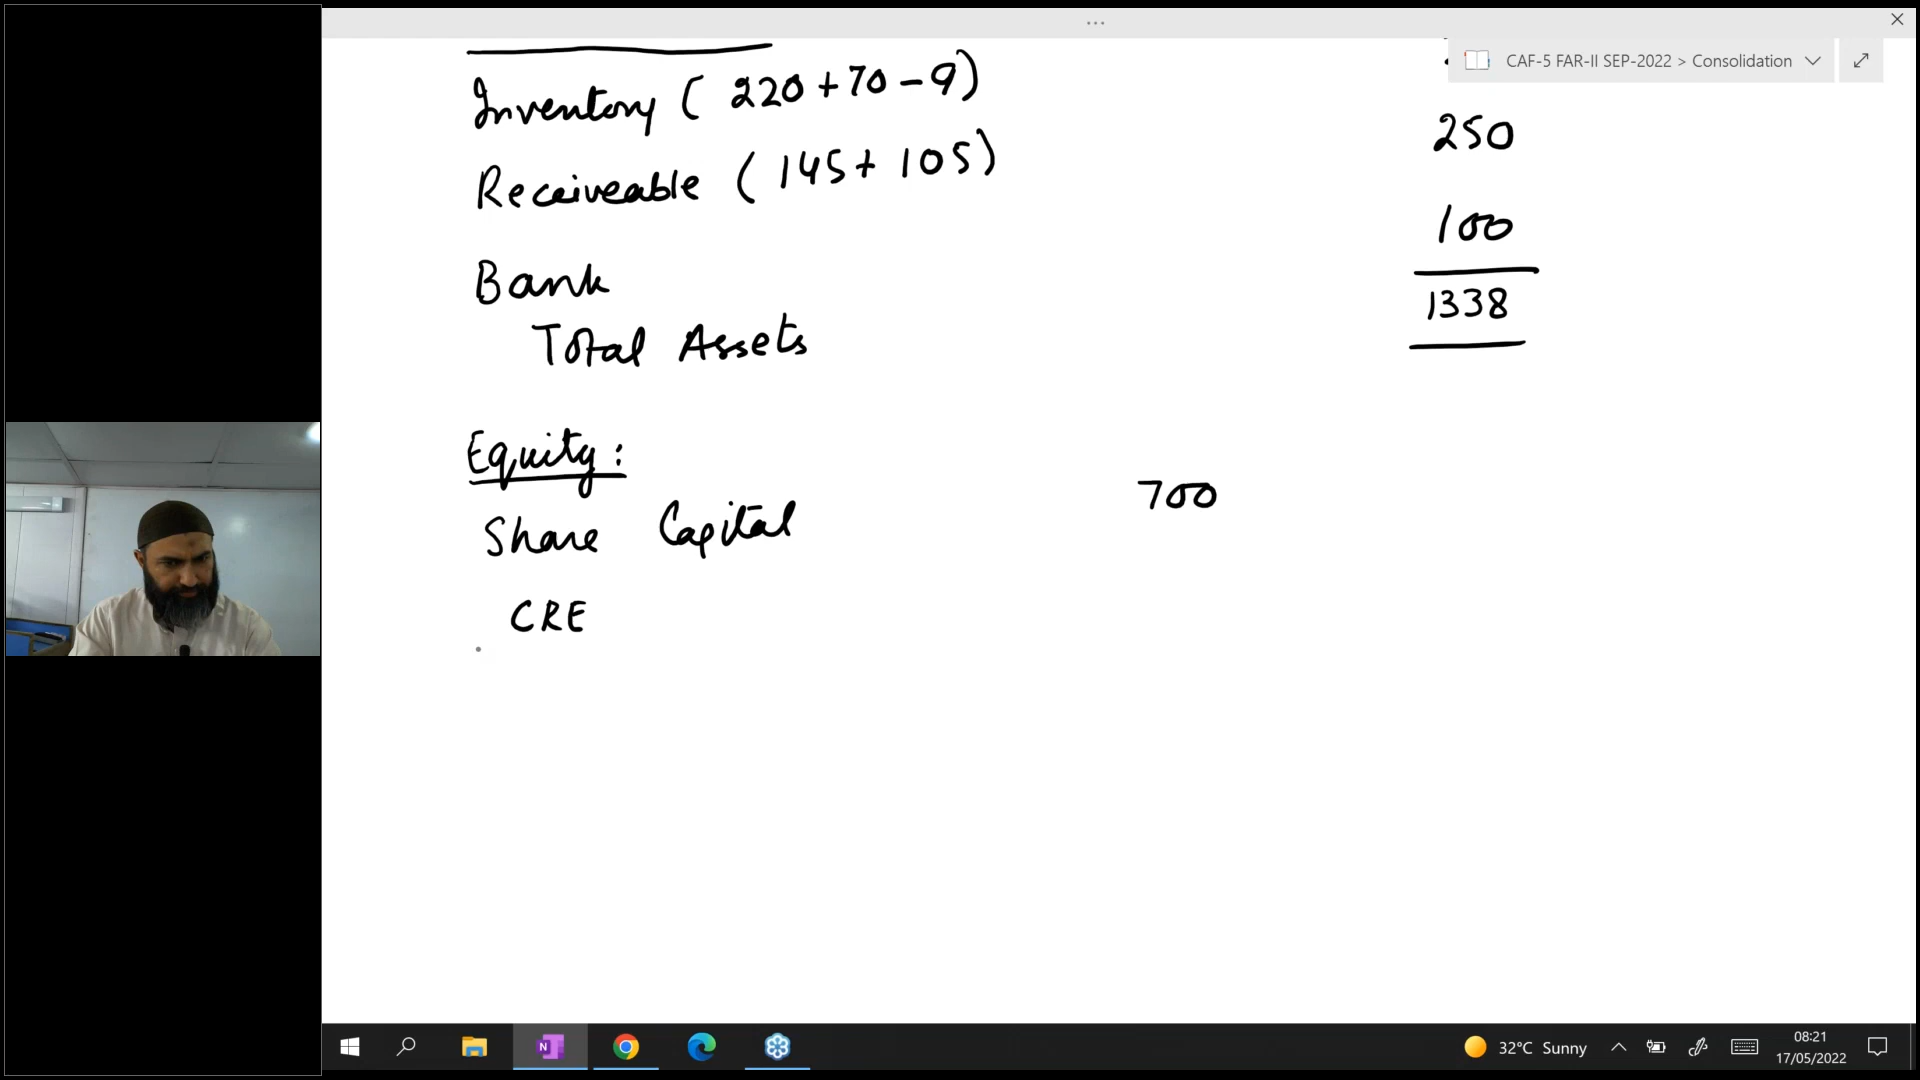 CAF-5 FAR-II SEP-2022 > Consolidation
Inventory ( 220 + 70 - 9)
Receiveable ( 145 + 105) 250
Bank 100
Total Assets 1338
Equity:
Share Capital 700
CRE
32°C Sunny
08:21
17/05/2022